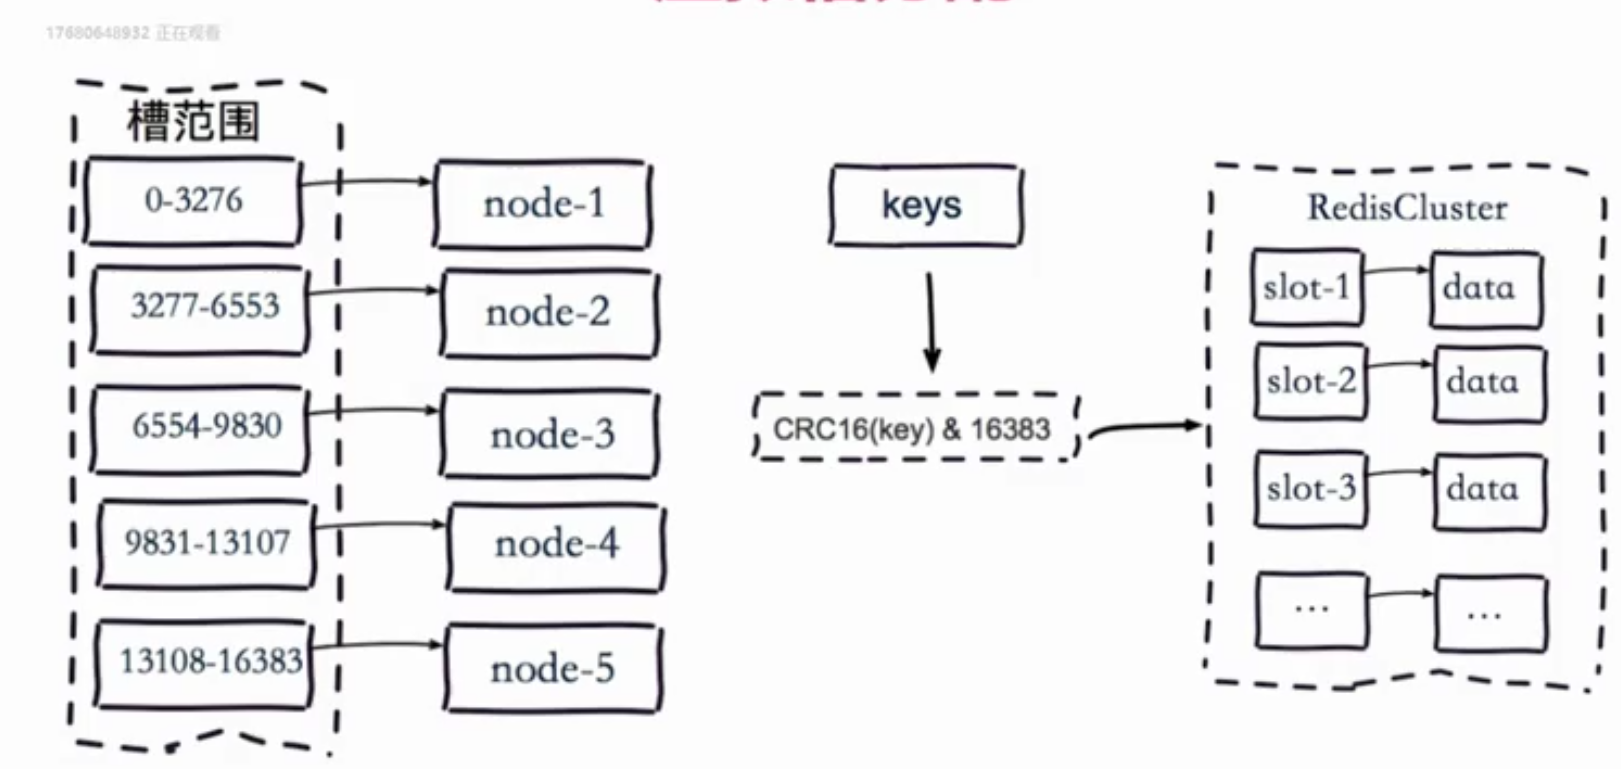 17680648932 正在观看
槽范围
0-3276
node-1
3277-6553
node-2
6554-9830
node-3
9831-13107
node-4
13108-16383
node-5
keys
CRC16(key) & 16383
RedisCluster
slot-1
data
slot-2
data
slot-3
data
...
...